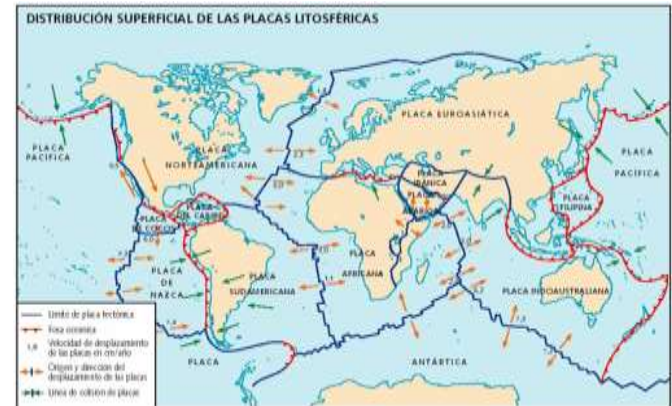 DISTRIBUCIÓN SUPERFICIAL DE LAS PLACAS LITOSFÉRICAS
PLACA
PACÍFICA
PLACA
NORTEAMERICANA
PLACA EUROASIÁTICA
PLACA
PACÍFICA
PLACA
IRÁNICA
PLACA
PLACA
FILIPINA
PLACA
DEL CARIBE
PLACA
DE COCOS
PLACA
DE
NAZCA
PLACA
SUDAMERICANA
PLACA
AFRICANA
PLACA INDOAUSTRALIANA
PLACA
ANTÁRTICA
Límite de placa tectónica
Fosa oceánica
Velocidad de desplazamiento
de las placas en cm/año
Origen y dirección del
desplazamiento de las placas
Línea de colisión de placas